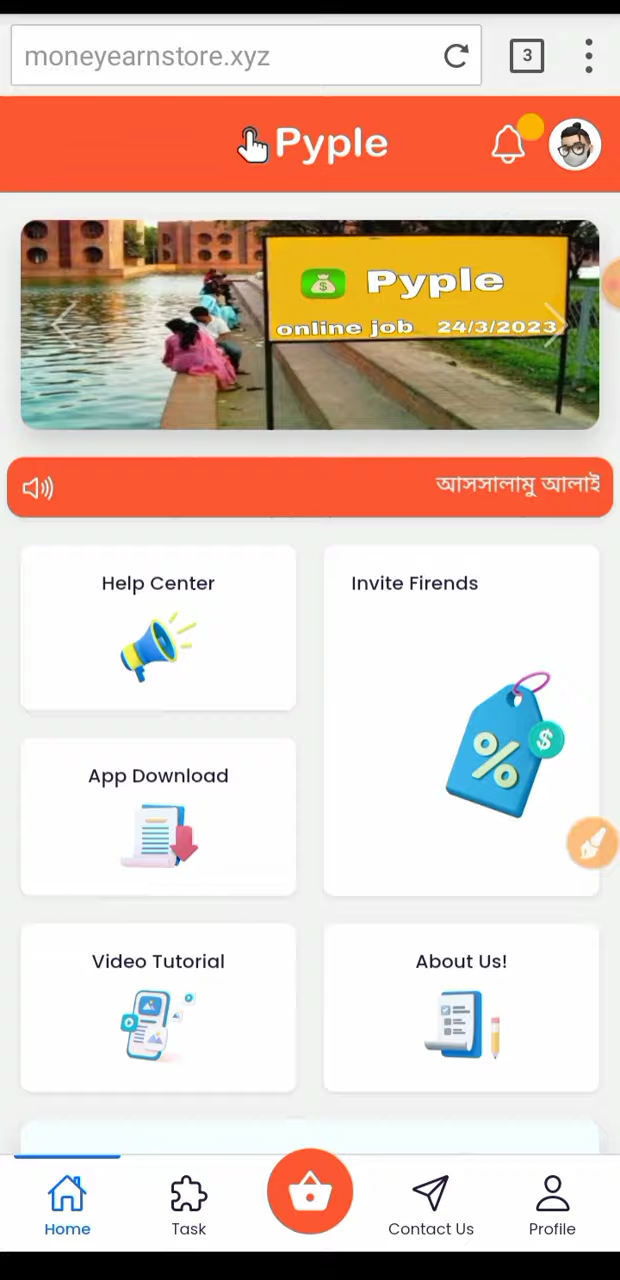 moneyearnstore.xyz
3
Pyple
Pyple
online job 24/3/2023
আসসালামু আলাই
Help Center
Invite Firends
App Download
Video Tutorial
About Us!
Home
Task
Contact Us
Profile